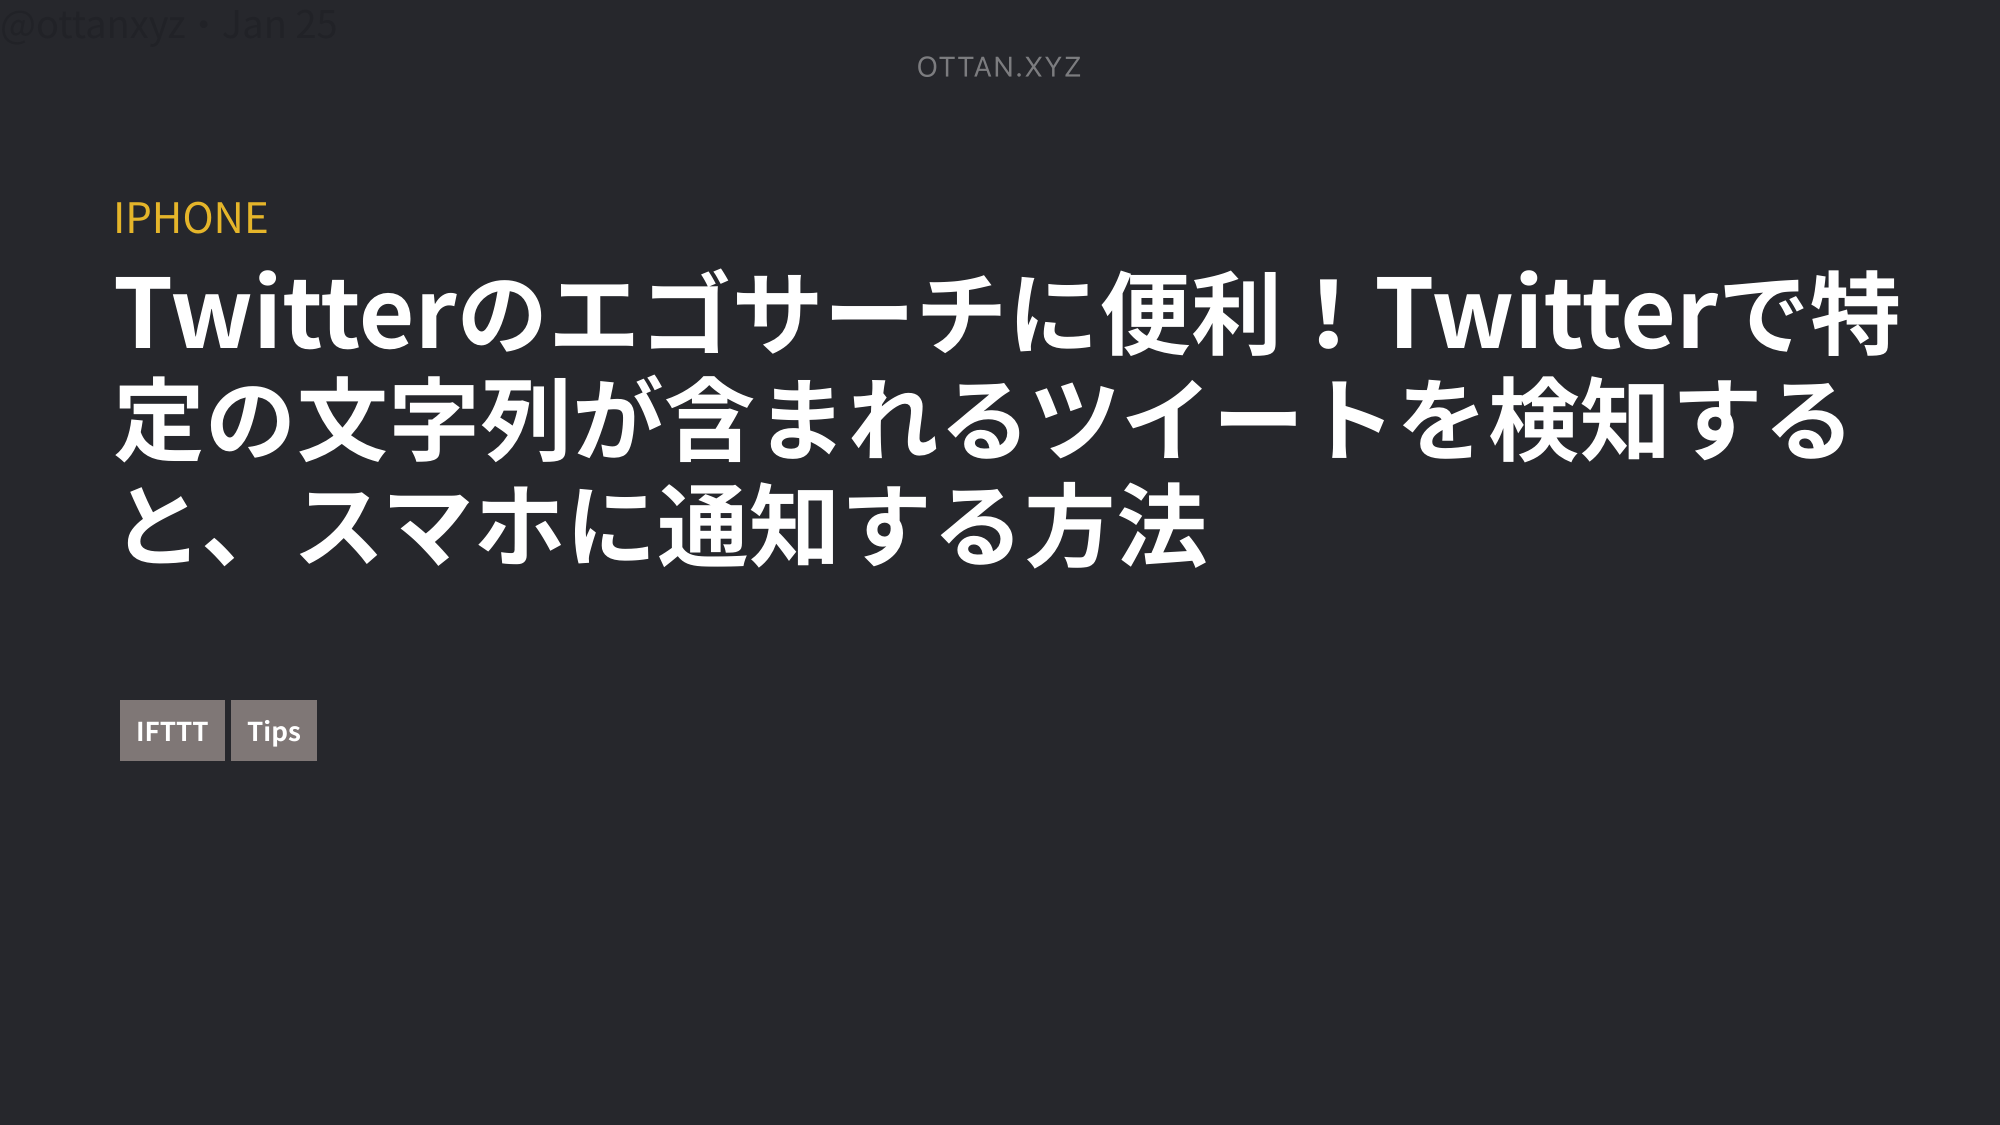 @ottanxyz・Jan 25
OTTAN.XYZ
IPHONE
Twitterのエゴサーチに便利！Twitterで特
定の文字列が含まれるツイートを検知する
と、スマホに通知する方法
IFTTT Tips